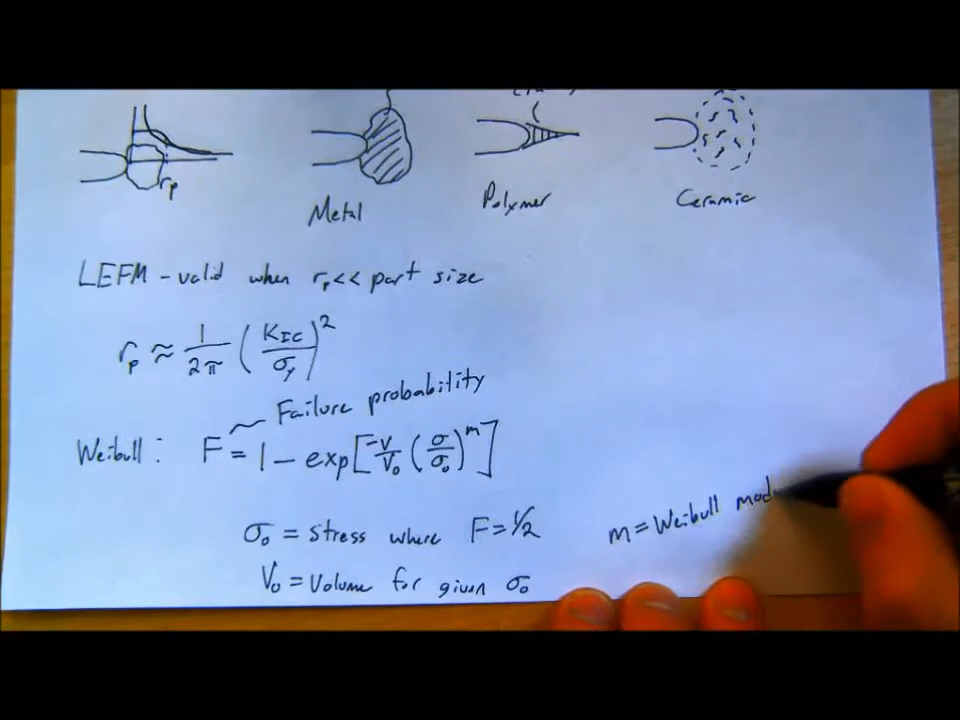 r_p
Metal
Polymer
Ceramic
LEFM - valid when r_p << part size
r_p ≈ 1/2π (K_IC/σ_y)^2
Failure probability
Weibull: F = 1 - exp[-V/V_0 (σ/σ_0)^m]
σ_0 = stress where F = 1/2
m = Weibull mod
V_0 = Volume for given σ_0